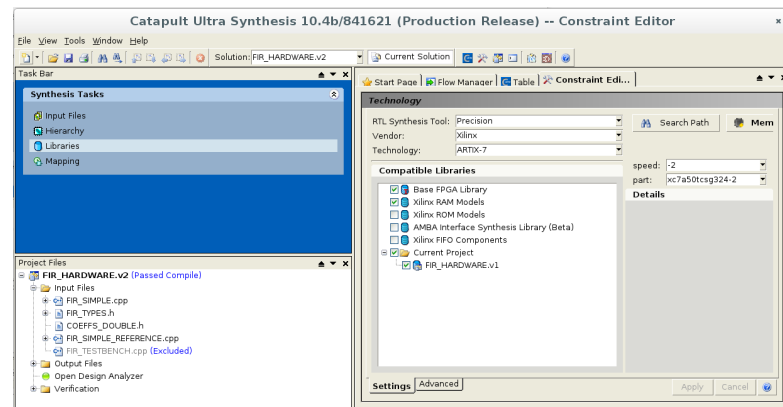 Catapult Ultra Synthesis 10.4b/841621 (Production Release) -- Constraint Editor
File View Tools Window Help
Solution: FIR_HARDWARE.v2 Current Solution
Task Bar
Synthesis Tasks
Input Files
Hierarchy
Libraries
Mapping
Project Files
FIR_HARDWARE.v2 (Passed Compile)
Input Files
FIR_SIMPLE.cpp
FIR_TYPES.h
COEFFS_DOUBLE.h
FIR_SIMPLE_REFERENCE.cpp
FIR_TESTBENCH.cpp (Excluded)
Output Files
Open Design Analyzer
Verification
Start Page Flow Manager Table Constraint Edi...
Technology
RTL Synthesis Tool: Precision
Vendor: Xilinx
Technology: ARTIX-7
Search Path Mem
Compatible Libraries
Base FPGA Library
Xilinx RAM Models
Xilinx ROM Models
AMBA Interface Synthesis Library (Beta)
Xilinx FIFO Components
Current Project
FIR_HARDWARE.v1
speed: -2
part: xc7a50tcsg324-2
Details
Settings Advanced
Apply Cancel